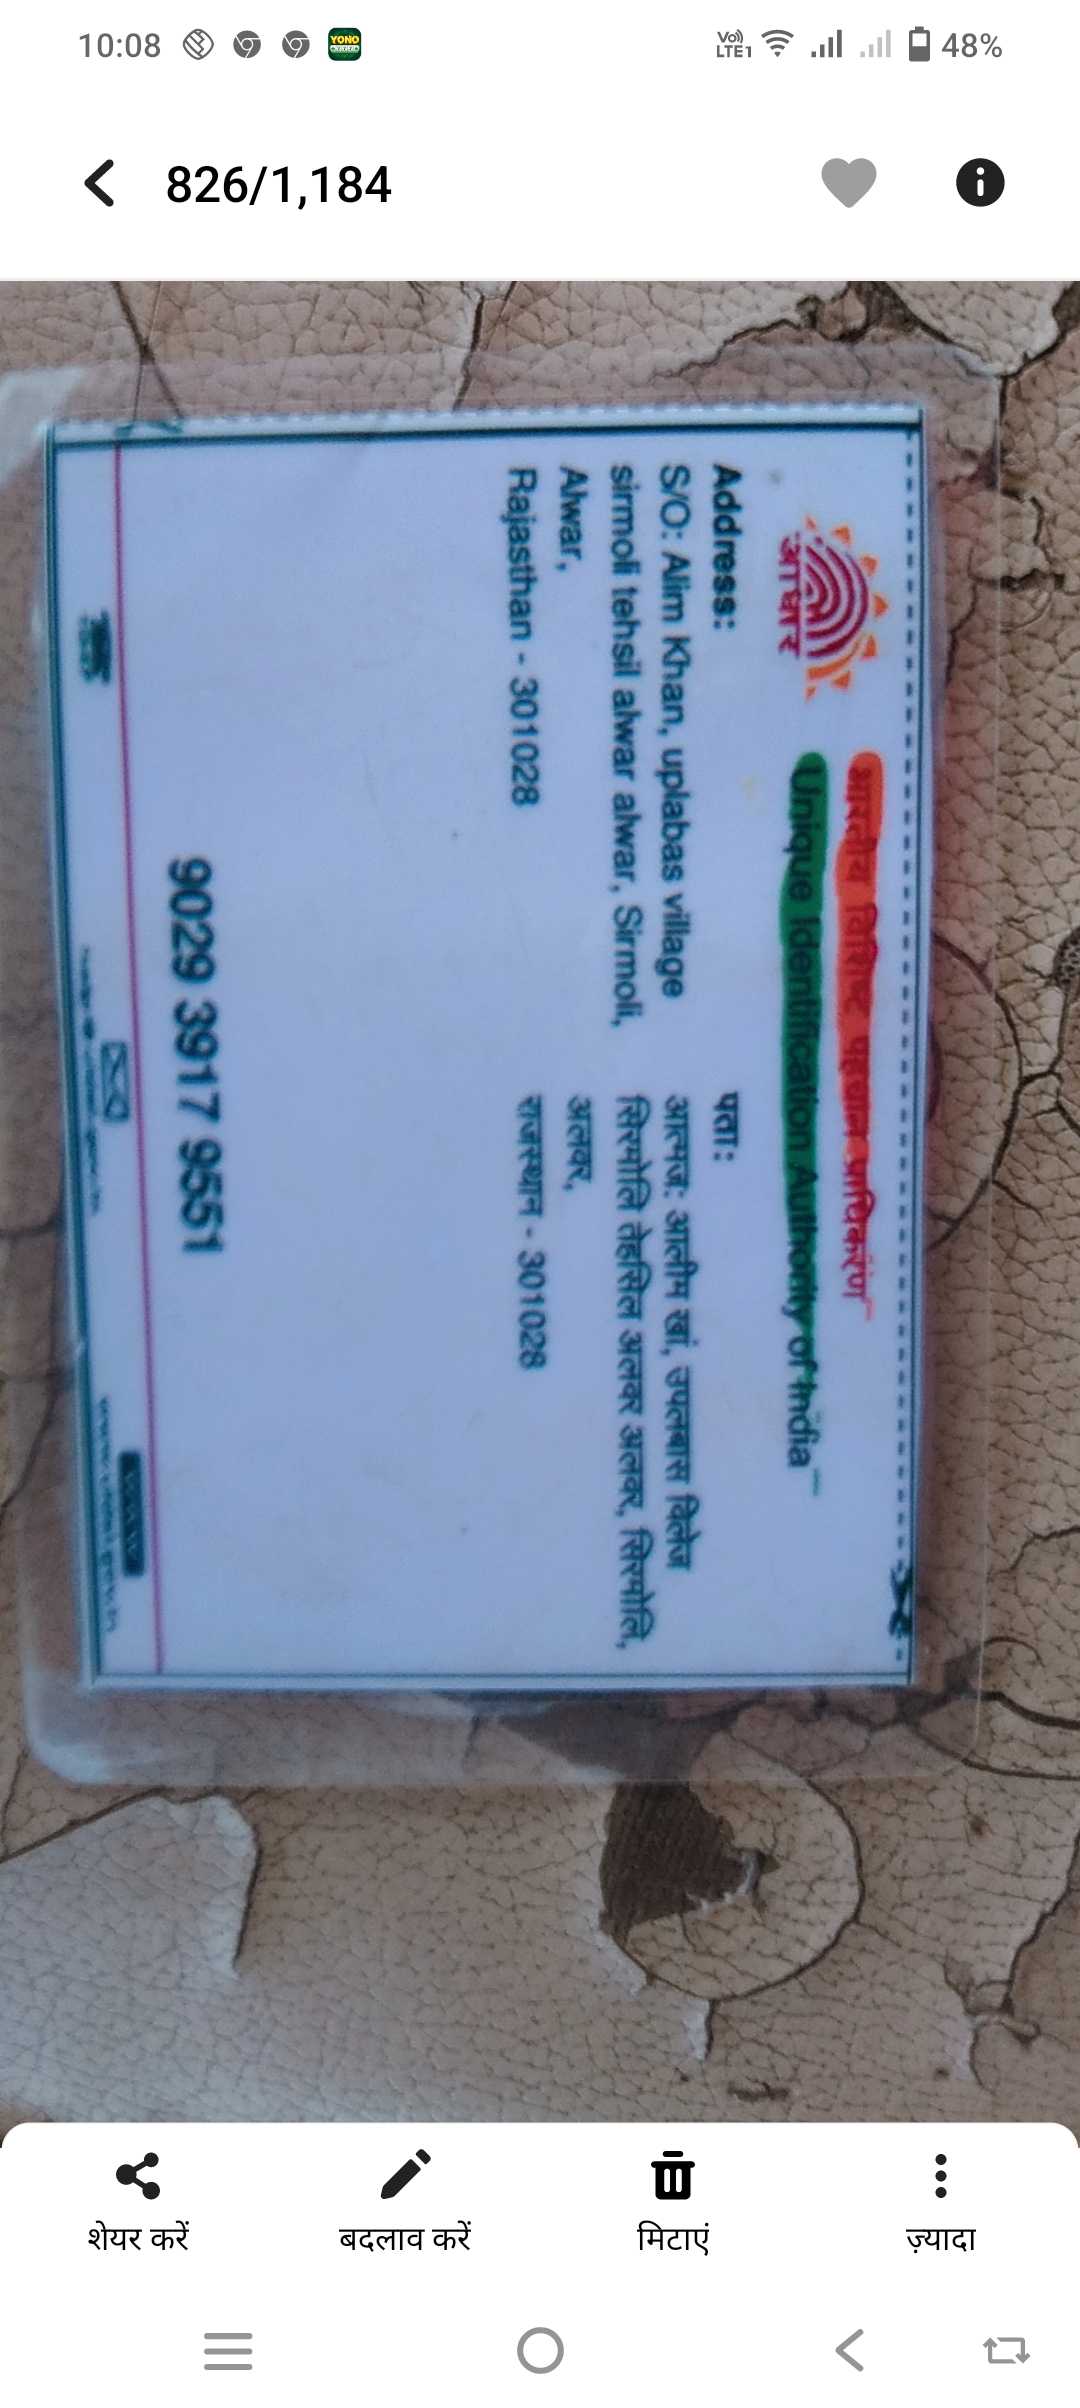 10:08
YONO
Vo)) LTE1
48%
826/1,184
आधार
भारतीय विशिष्ट पहचान प्राधिकरण
Unique Identification Authority of India
Address:
S/O: Alim Khan, uplabas village
sirmoli tehsil alwar alwar, Sirmoli,
Alwar,
Rajasthan - 301028
पता:
आत्मज: आलीम खां, उपलबास विलेज
सिरमोलि तेहसिल अलवर अलवर, सिरमोलि,
अलवर,
राजस्थान - 301028
9029 3917 9551
शेयर करें
बदलाव करें
मिटाएं
ज़्यादा